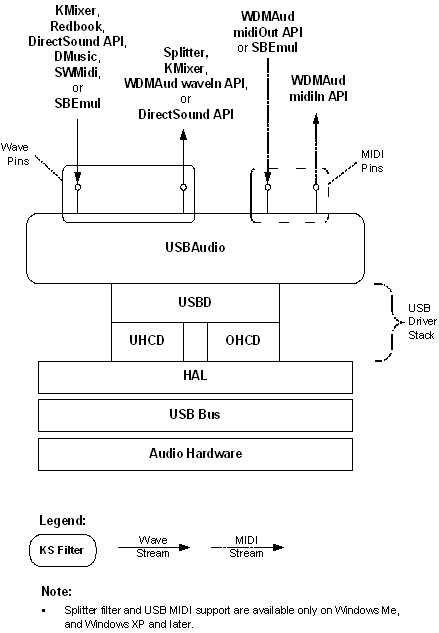 KMixer,
Redbook,
DirectSound API,
DMusic,
SWMidi,
or
SBEmul
Splitter,
KMixer,
WDMAud waveIn API,
or
DirectSound API
WDMAud
midiOut API
or SBEmul
WDMAud
midiIn API
Wave
Pins
MIDI
Pins
USBAudio
USBD
UHCD
OHCD
USB
Driver
Stack
HAL
USB Bus
Audio Hardware
Legend:
KS Filter
Wave
Stream
MIDI
Stream
Note:
• Splitter filter and USB MIDI support are available only on Windows Me,
and Windows XP and later.